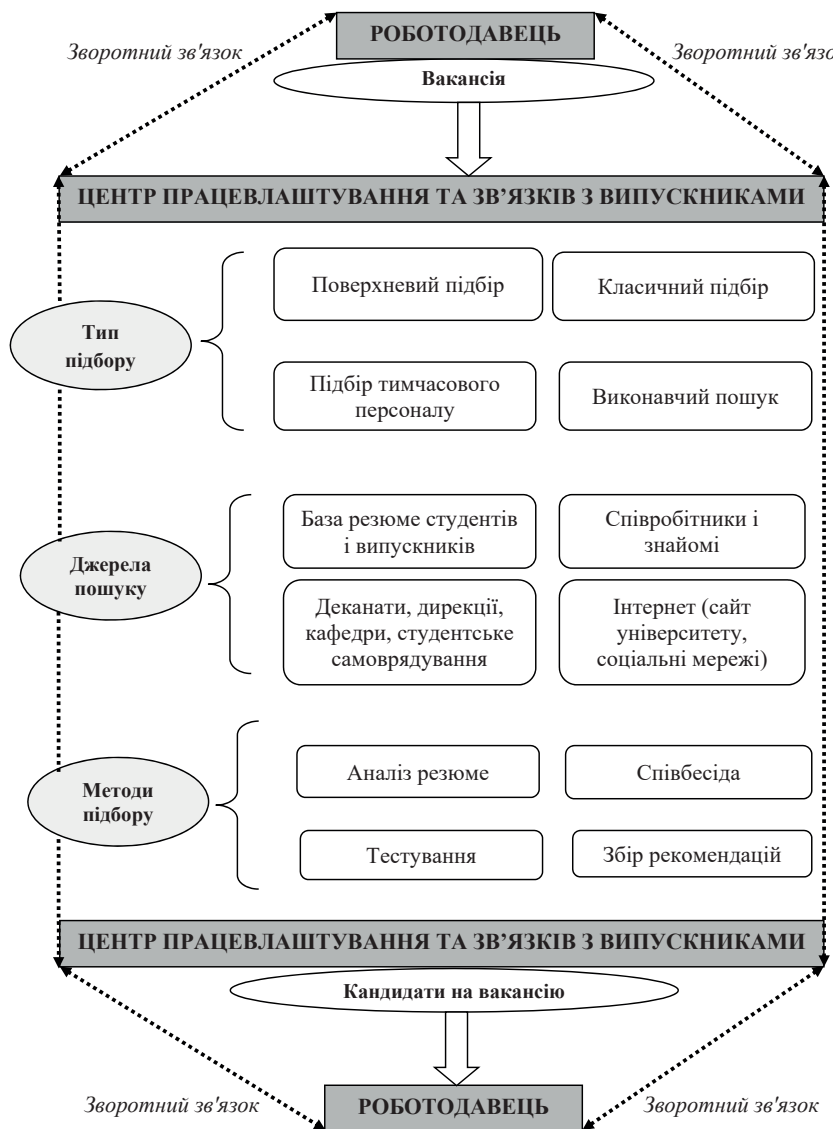 РОБОТОДАВЕЦЬ
Зворотний зв'язок
Зворотний зв'язо
Вакансія
ЦЕНТР ПРАЦЕВЛАШТУВАННЯ ТА ЗВ’ЯЗКІВ З ВИПУСКНИКАМИ
Тип
підбору
Поверхневий підбір
Класичний підбір
Підбір тимчасового
персоналу
Виконавчий пошук
Джерела
пошуку
База резюме студентів
і випускників
Співробітники і
знайомі
Деканати, дирекції,
кафедри, студентське
самоврядування
Інтернет (сайт
університету,
соціальні мережі)
Методи
підбору
Аналіз резюме
Співбесіда
Тестування
Збір рекомендацій
ЦЕНТР ПРАЦЕВЛАШТУВАННЯ ТА ЗВ’ЯЗКІВ З ВИПУСКНИКАМИ
Кандидати на вакансію
Зворотний зв'язок
РОБОТОДАВЕЦЬ
Зворотний зв'язок